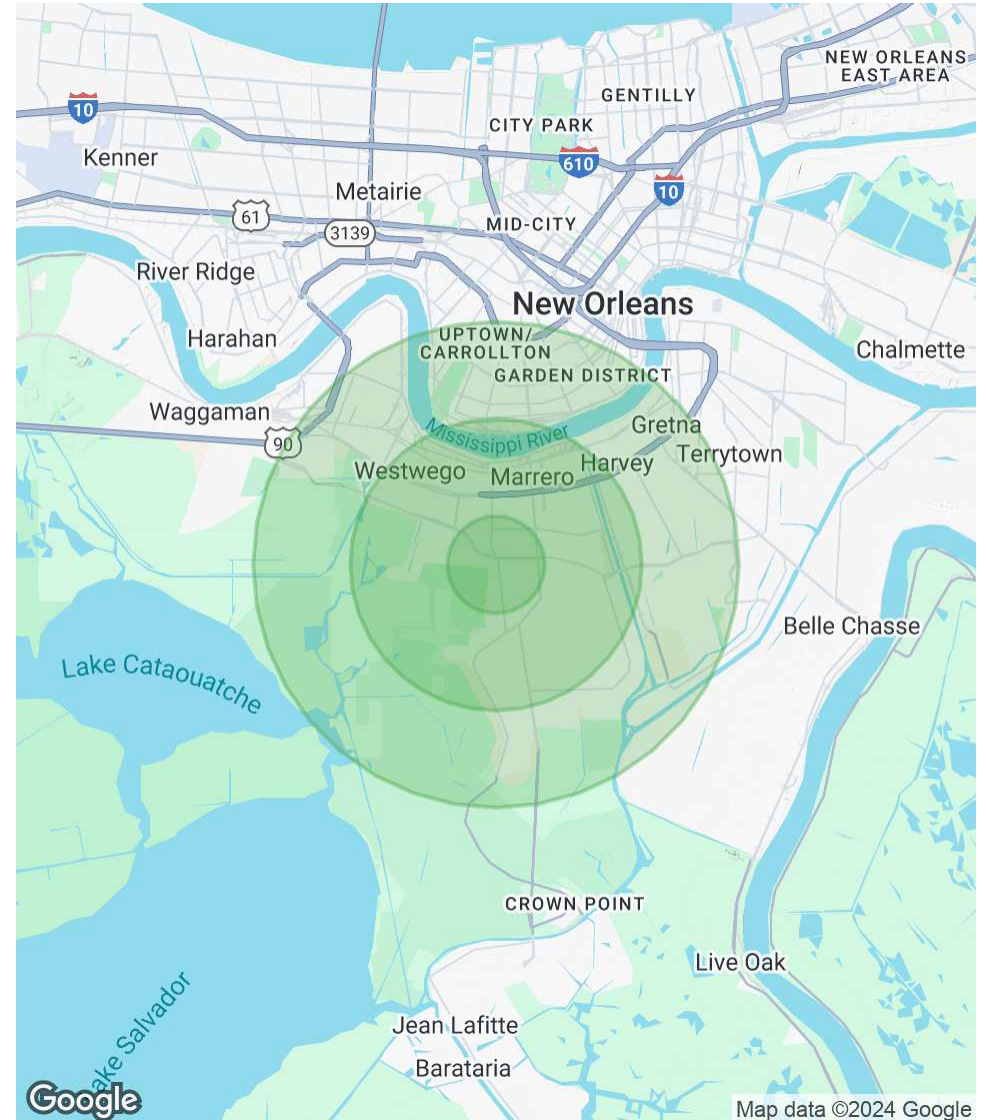 NEW ORLEANS
EAST AREA
GENTILLY
10
CITY PARK
Kenner
610
10
Metairie
61
MID-CITY
3139
River Ridge
New Orleans
Harahan
UPTOWN/
CARROLLTON
Chalmette
GARDEN DISTRICT
Waggaman
Gretna
90
Mississippi River
Terrytown
Westwego
Marrero
Harvey
Belle Chasse
Lake Cataouatche
CROWN POINT
Live Oak
Lake Salvador
Jean Lafitte
Barataria
Google
Map data ©2024 Google